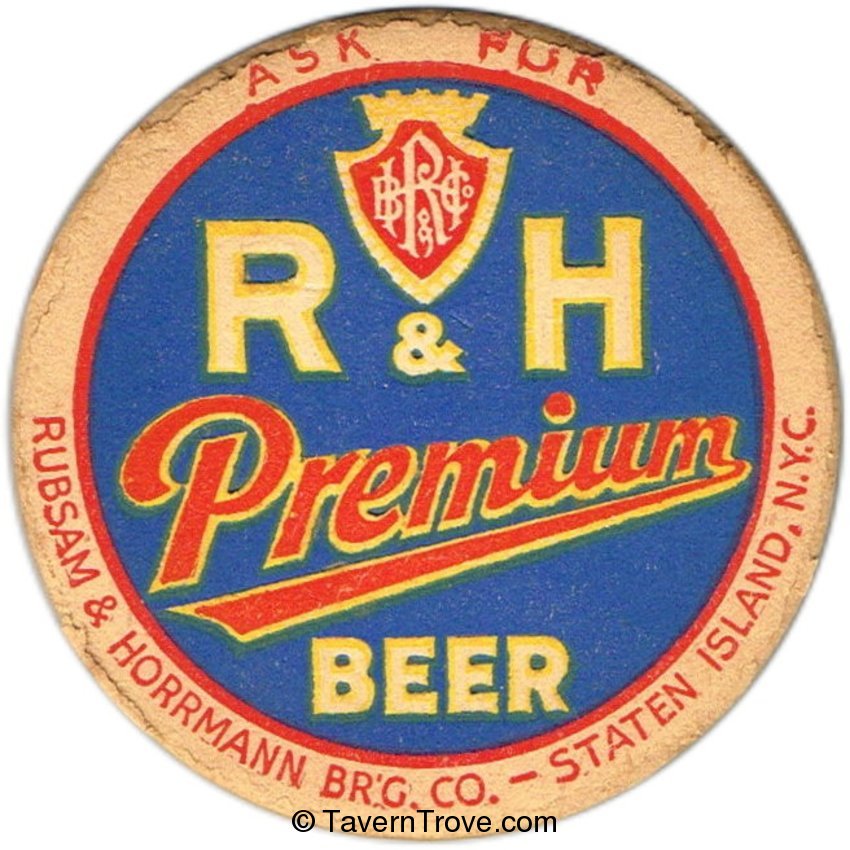 ASK FOR
R & H
Premium
BEER
RUBSAM & HORRMANN BR'G. CO. – STATEN ISLAND, N.Y.C.
© TavernTrove.com